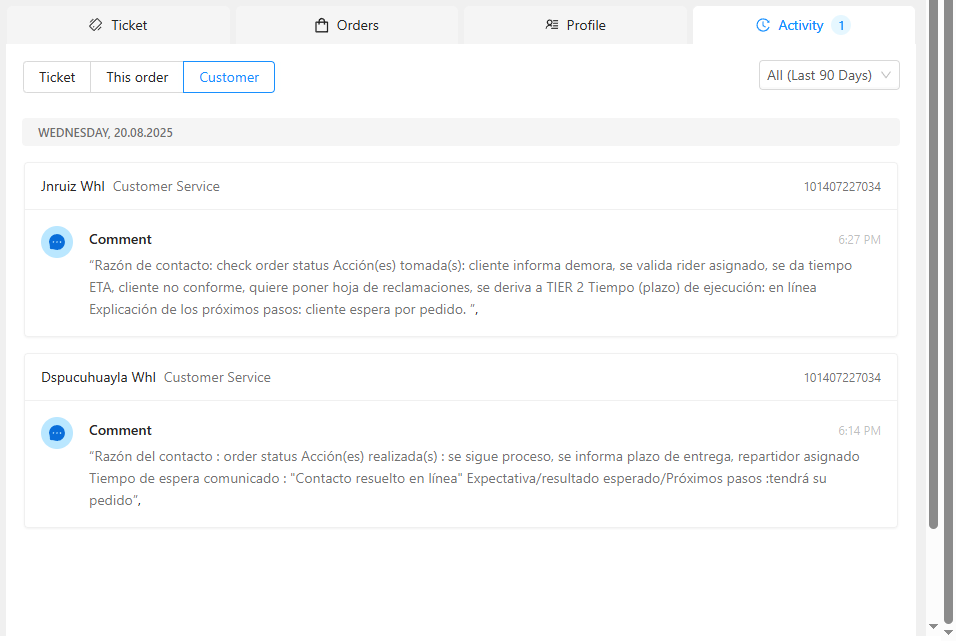 Ticket Orders Profile Activity 1
Ticket This order Customer All (Last 90 Days)
WEDNESDAY, 20.08.2025
Jnruiz Whl Customer Service 101407227034
Comment 6:27 PM
“Razón de contacto: check order status Acción(es) tomada(s): cliente informa demora, se valida rider asignado, se da tiempo
ETA, cliente no conforme, quiere poner hoja de reclamaciones, se deriva a TIER 2 Tiempo (plazo) de ejecución: en línea
Explicación de los próximos pasos: cliente espera por pedido. ”,
Dspucuhuayla Whl Customer Service 101407227034
Comment 6:14 PM
“Razón del contacto : order status Acción(es) realizada(s) : se sigue proceso, se informa plazo de entrega, repartidor asignado
Tiempo de espera comunicado : "Contacto resuelto en línea" Expectativa/resultado esperado/Próximos pasos :tendrá su
pedido”,